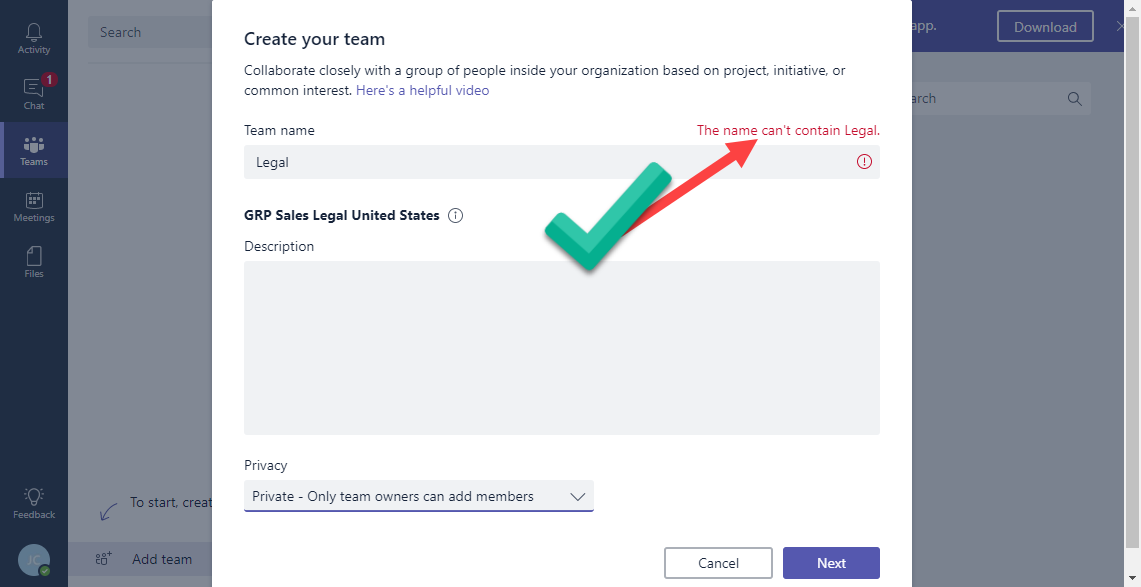 Activity
1
Chat
Teams
Meetings
Files
Feedback
JC
Search
To start, creat
Add team
Create your team
Collaborate closely with a group of people inside your organization based on project, initiative, or
common interest. Here's a helpful video
Team name
The name can't contain Legal.
Legal
GRP Sales Legal United States
Description
Privacy
Private - Only team owners can add members
Cancel
Next
app.
Download
arch